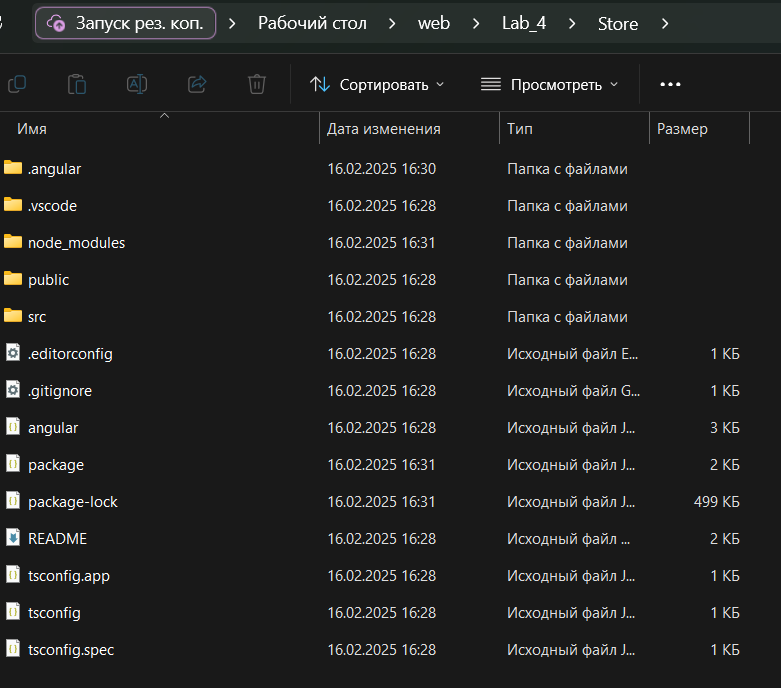 Запуск рез. коп. > Рабочий стол > web > Lab_4 > Store >
Сортировать Просмотреть •••
Имя Дата изменения Тип Размер
.angular 16.02.2025 16:30 Папка с файлами
.vscode 16.02.2025 16:28 Папка с файлами
node_modules 16.02.2025 16:31 Папка с файлами
public 16.02.2025 16:28 Папка с файлами
src 16.02.2025 16:28 Папка с файлами
.editorconfig 16.02.2025 16:28 Исходный файл E... 1 КБ
.gitignore 16.02.2025 16:28 Исходный файл G... 1 КБ
angular 16.02.2025 16:28 Исходный файл J... 3 КБ
package 16.02.2025 16:31 Исходный файл J... 2 КБ
package-lock 16.02.2025 16:31 Исходный файл J... 499 КБ
README 16.02.2025 16:28 Исходный файл ... 2 КБ
tsconfig.app 16.02.2025 16:28 Исходный файл J... 1 КБ
tsconfig 16.02.2025 16:28 Исходный файл J... 1 КБ
tsconfig.spec 16.02.2025 16:28 Исходный файл J... 1 КБ